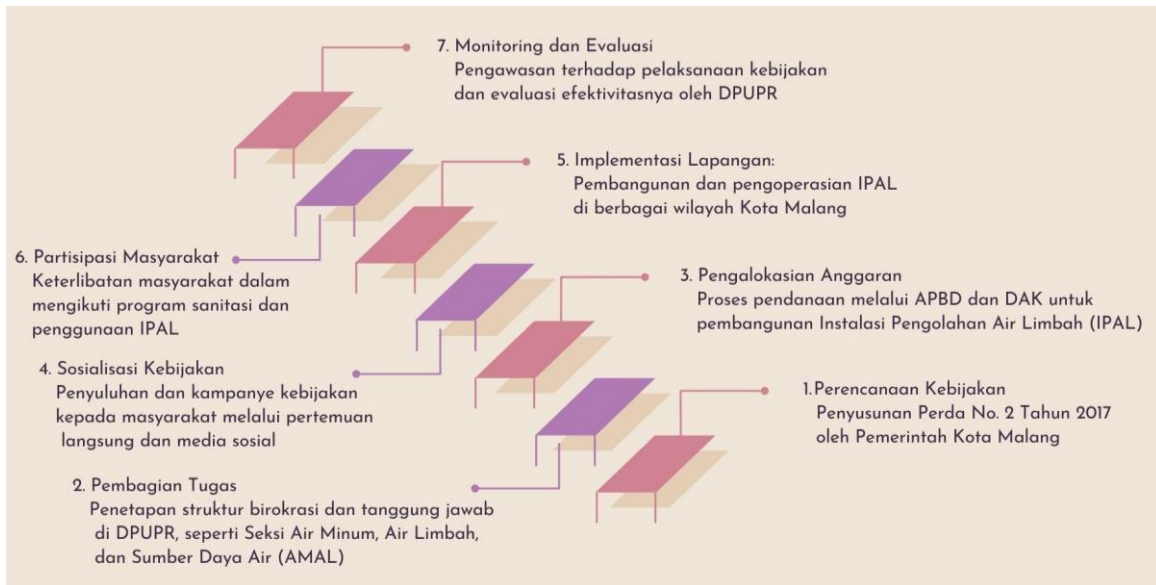 7. Monitoring dan Evaluasi
Pengawasan terhadap pelaksanaan kebijakan
dan evaluasi efektivitasnya oleh DPUPR
5. Implementasi Lapangan:
Pembangunan dan pengoperasian IPAL
di berbagai wilayah Kota Malang
6. Partisipasi Masyarakat
Keterlibatan masyarakat dalam
mengikuti program sanitasi dan
penggunaan IPAL
3. Pengalokasian Anggaran
Proses pendanaan melalui APBD dan DAK untuk
pembangunan Instalasi Pengolahan Air Limbah (IPAL)
4. Sosialisasi Kebijakan
Penyuluhan dan kampanye kebijakan
kepada masyarakat melalui pertemuan
langsung dan media sosial
1.Perencanaan Kebijakan
Penyusunan Perda No. 2 Tahun 2017
oleh Pemerintah Kota Malang
2. Pembagian Tugas
Penetapan struktur birokrasi dan tanggung jawab
di DPUPR, seperti Seksi Air Minum, Air Limbah,
dan Sumber Daya Air (AMAL)